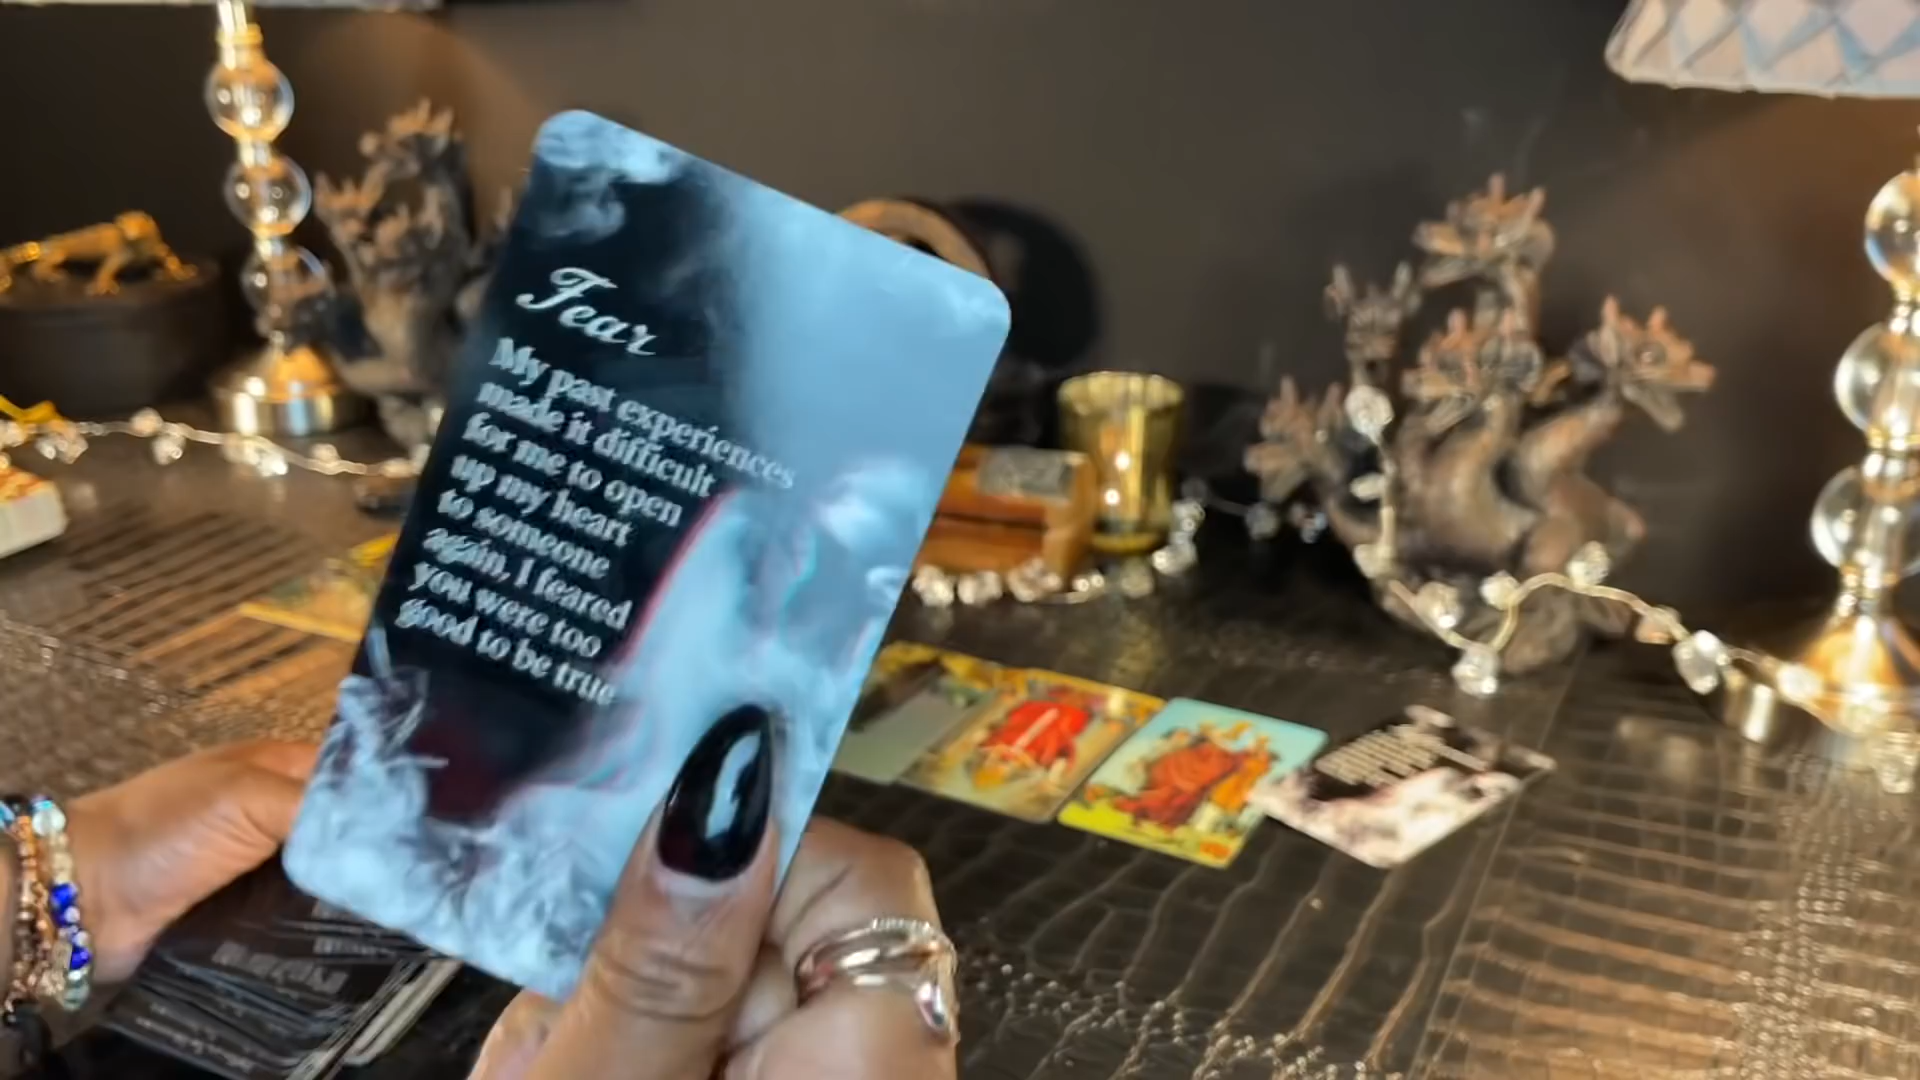 Fear
My past experiences
made it difficult
for me to open
up my heart
to someone
again, I feared
you were too
good to be true